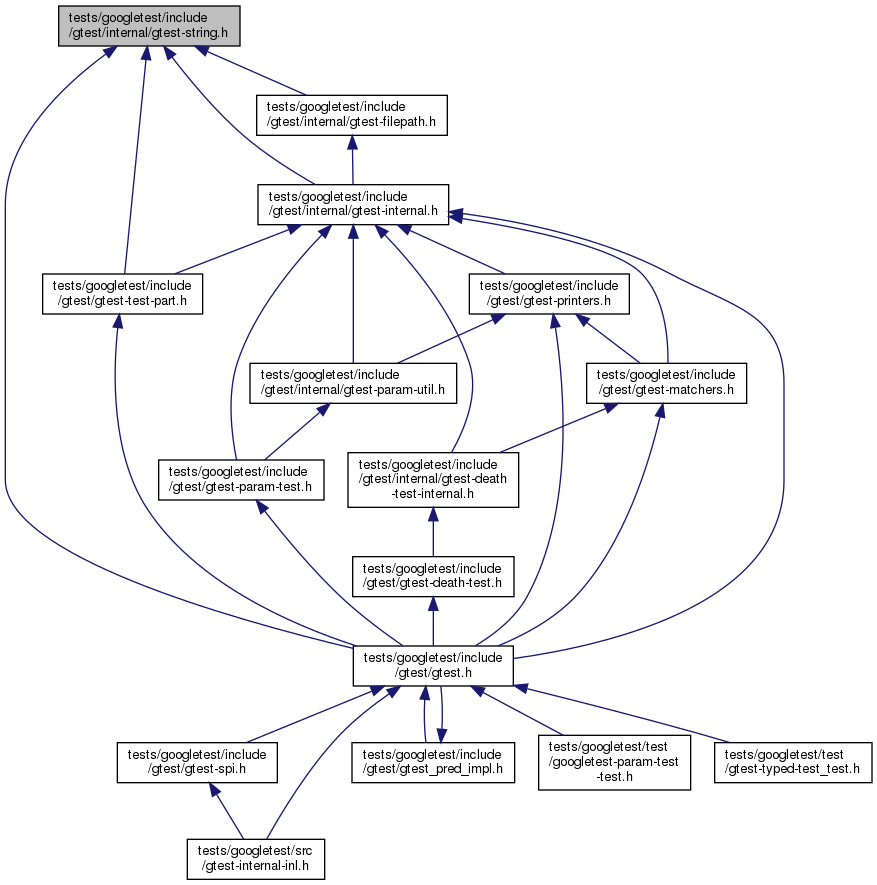 tests/googletest/include
/gtest/internal/gtest-string.h
tests/googletest/include
/gtest/internal/gtest-filepath.h
tests/googletest/include
/gtest/internal/gtest-internal.h
tests/googletest/include
/gtest/gtest-test-part.h
tests/googletest/include
/gtest/gtest-printers.h
tests/googletest/include
/gtest/internal/gtest-param-util.h
tests/googletest/include
/gtest/gtest-matchers.h
tests/googletest/include
/gtest/gtest-param-test.h
tests/googletest/include
/gtest/internal/gtest-death
-test-internal.h
tests/googletest/include
/gtest/gtest-death-test.h
tests/googletest/include
/gtest/gtest.h
tests/googletest/include
/gtest/gtest-spi.h
tests/googletest/include
/gtest/gtest_pred_impl.h
tests/googletest/test
/googletest-param-test
-test.h
tests/googletest/test
/gtest-typed-test_test.h
tests/googletest/src
/gtest-internal-inl.h